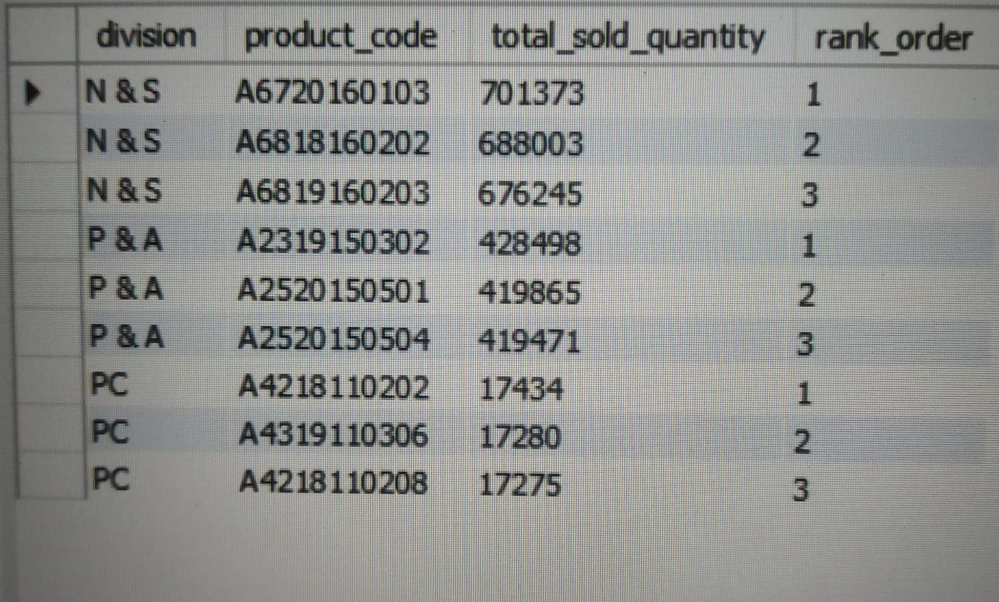 division product_code total_sold_quantity rank_order
N & S A6720160103 701373 1
N & S A6818160202 688003 2
N & S A6819160203 676245 3
P & A A2319150302 428498 1
P & A A2520150501 419865 2
P & A A2520150504 419471 3
PC A4218110202 17434 1
PC A4319110306 17280 2
PC A4218110208 17275 3